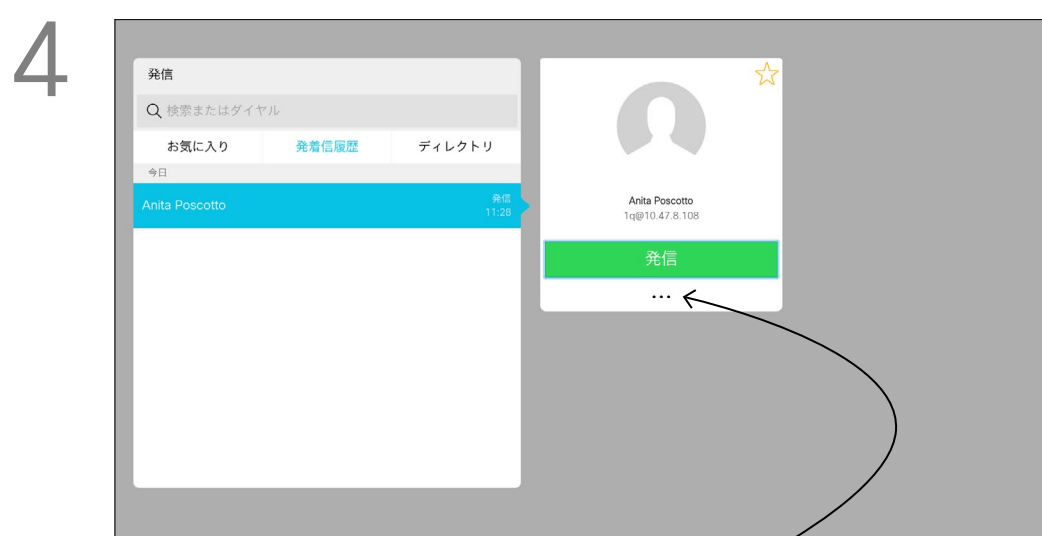 4
発信
検索またはダイヤル
お気に入り 発着信履歴 ディレクトリ
今日
Anita Poscotto 発信
11:28
Anita Poscotto
1q@10.47.8.108
発信
...